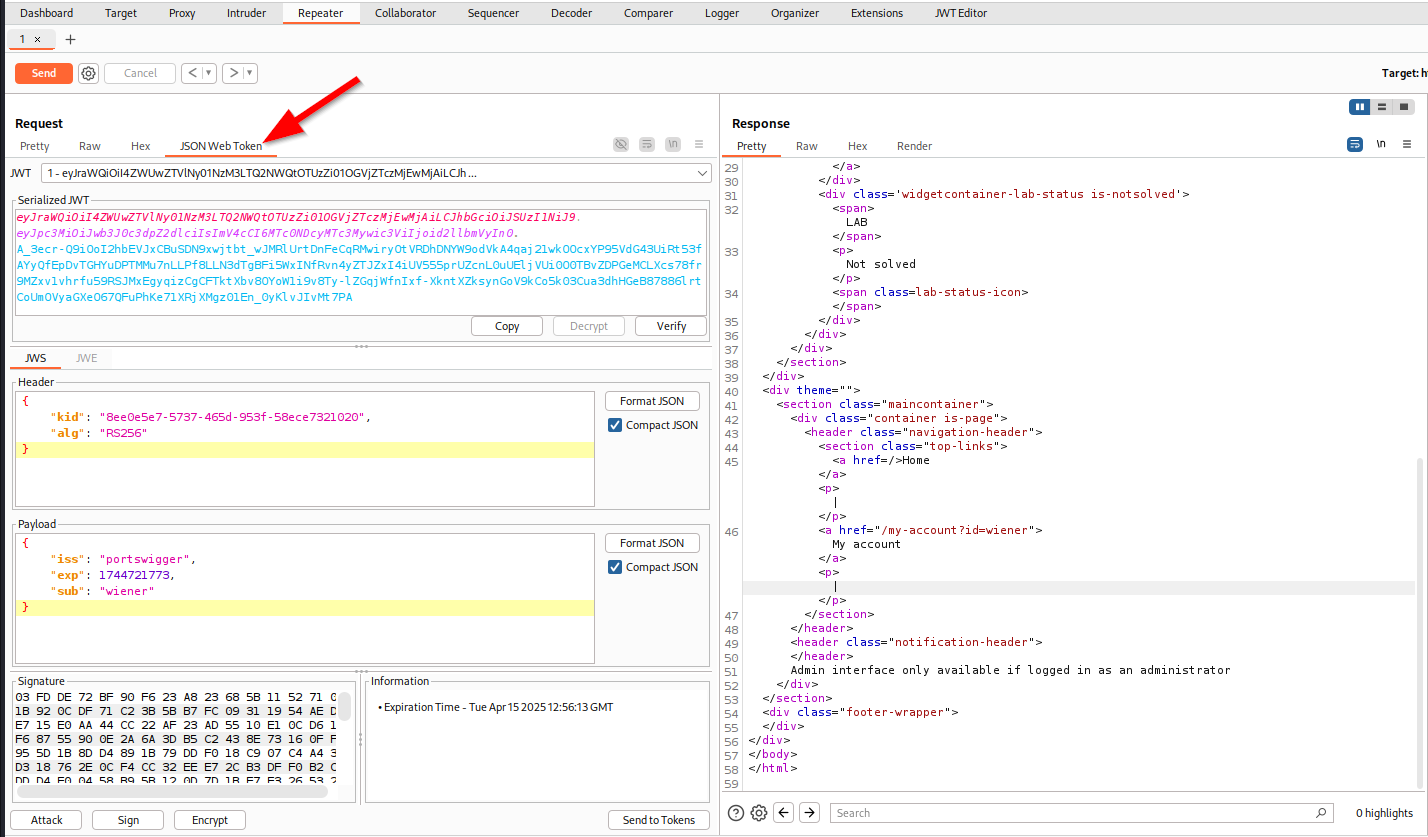 Dashboard Target Proxy Intruder Repeater Collaborator Sequencer Decoder Comparer Logger Organizer Extensions JWT Editor
1 × +
Send Cancel < > Target: h
Request
Pretty Raw Hex JSON Web Token \n
JWT 1 - eyJraWQiOiI4ZWUwZTVlNy01NzM3LTQ2NWQtOTUzZi01OGVjZTczMjEwMjAiLCJh ...
Serialized JWT
eyJraWQiOiI4ZWUwZTVlNy01NzM3LTQ2NWQtOTUzZi01OGVjZTczMjEwMjAiLCJhbGciOiJSUzI1NiJ9.
eyJpc3MiOiJwb3J0c3dpZ2dlciIsImV4cCI6MTc0NDcyMTc3Mywic3ViIjoid2llbmVyIn0.
Copy Decrypt Verify
JWS JWE
Header
{
"kid": "8ee0e5e7-5737-465d-953f-58ece7321020",
"alg": "RS256"
}
Format JSON
Compact JSON
Payload
{
"iss": "portswigger",
"exp": 1744721773,
"sub": "wiener"
}
Format JSON
Compact JSON
Signature
03 FD DE 72 BF 90 F6 23 A8 23 68 5B 11 52 71 0
1B 92 0C DF 71 C2 3B 5B B7 FC 09 31 19 54 AE D
E7 15 E0 AA 44 CC 22 AF 23 AD 55 10 E1 0C D6 1
F6 87 55 90 0E 2A 6A 3D B5 C2 43 8E 73 16 0F F
95 5D 1B 8D D4 89 1B 79 DD F0 18 C9 07 C4 A4 3
D3 18 76 2E 0C F4 CC 32 EE E7 2C B3 DF F0 B2 C
Information
• Expiration Time - Tue Apr 15 2025 12:56:13 GMT
Attack Sign Encrypt Send to Tokens
Response
Pretty Raw Hex Render \n
29 </a>
30 </div>
31 <div class='widgetcontainer-lab-status is-notsolved'>
32 <span>
LAB
</span>
33 <p>
Not solved
</p>
34 <span class=lab-status-icon>
</span>
35 </div>
36 </div>
37 </div>
38 </section>
39 </div>
40 <div theme="">
41 <section class="maincontainer">
42 <div class="container is-page">
43 <header class="navigation-header">
44 <section class="top-links">
45 <a href=/>Home
</a>
<p>
|
</p>
46 <a href="/my-account?id=wiener">
My account
</a>
<p>
|
</p>
47 </section>
48 </header>
49 <header class="notification-header">
50 </header>
51 Admin interface only available if logged in as an administrator
52 </div>
53 </section>
54 <div class="footer-wrapper">
55 </div>
56 </div>
57 </body>
58 </html>
59
Search 0 highlights